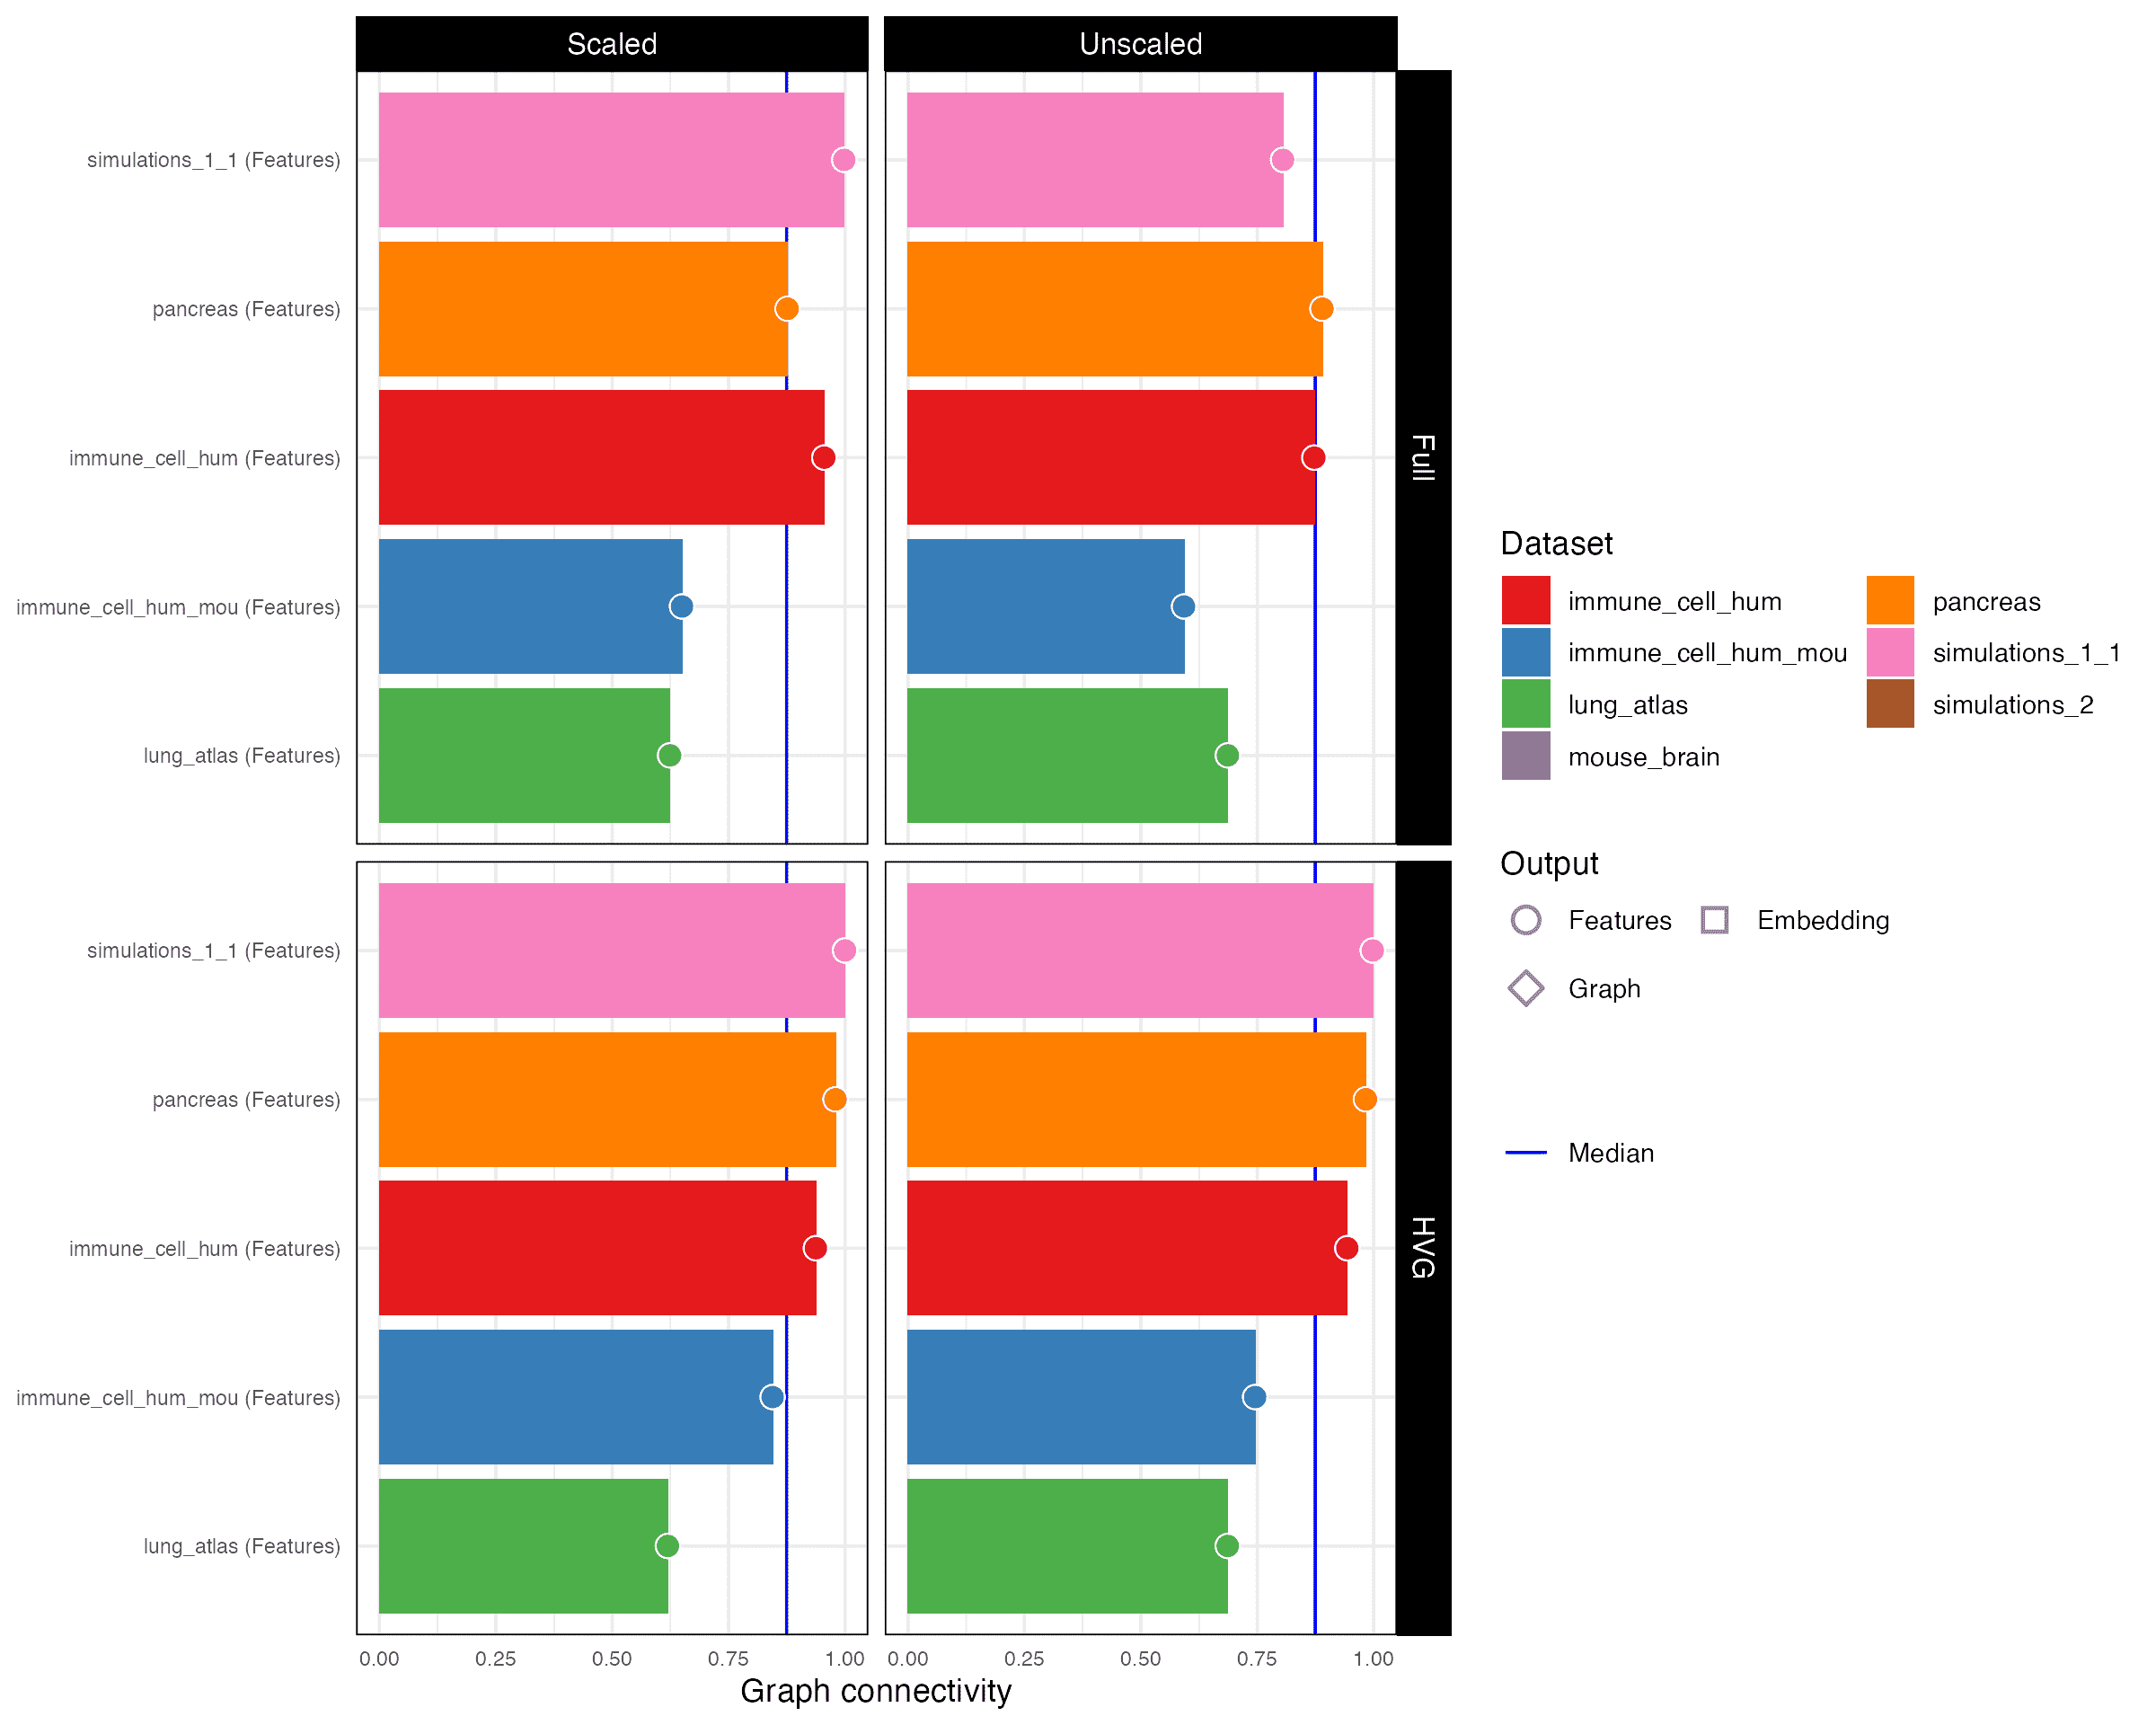 Scaled
Unscaled
simulations_1_1 (Features)
pancreas (Features)
immune_cell_hum (Features)
immune_cell_hum_mou (Features)
lung_atlas (Features)
Full
simulations_1_1 (Features)
pancreas (Features)
immune_cell_hum (Features)
immune_cell_hum_mou (Features)
lung_atlas (Features)
HVG
0.00 0.25 0.50 0.75 1.00
0.00 0.25 0.50 0.75 1.00
Graph connectivity
Dataset
immune_cell_hum
immune_cell_hum_mou
lung_atlas
mouse_brain
pancreas
simulations_1_1
simulations_2
Output
Features
Embedding
Graph
Median